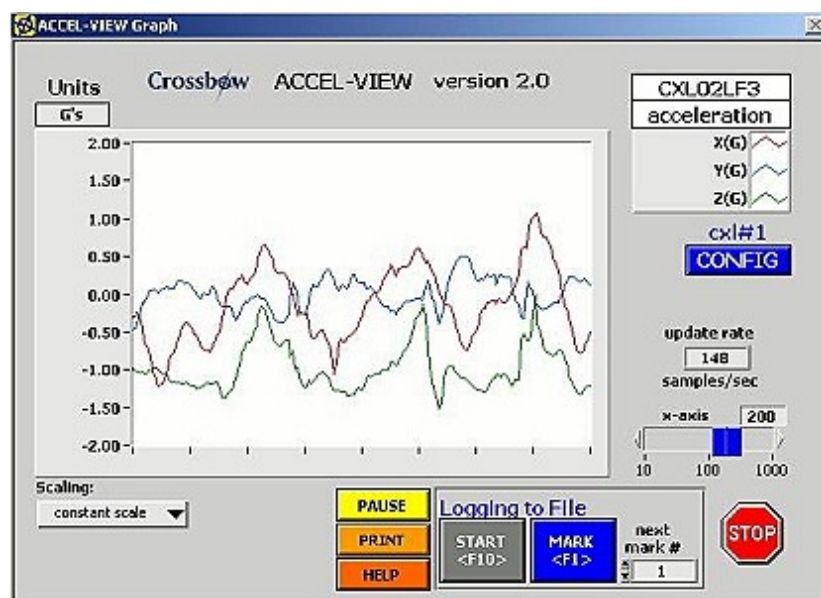 ACCEL-VIEW Graph
Units
G's
Crossbow ACCEL-VIEW version 2.0
CXL02LF3
acceleration
X(G)
Y(G)
Z(G)
cxl#1
CONFIG
2.00
1.50
1.00
0.50
0.00
-0.50
-1.00
-1.50
-2.00
update rate
148
samples/sec
x-axis 200
10 100 1000
Scaling:
constant scale
PAUSE
PRINT
HELP
Logging to File
START
<F10>
MARK
<F1>
next
mark #
1
STOP